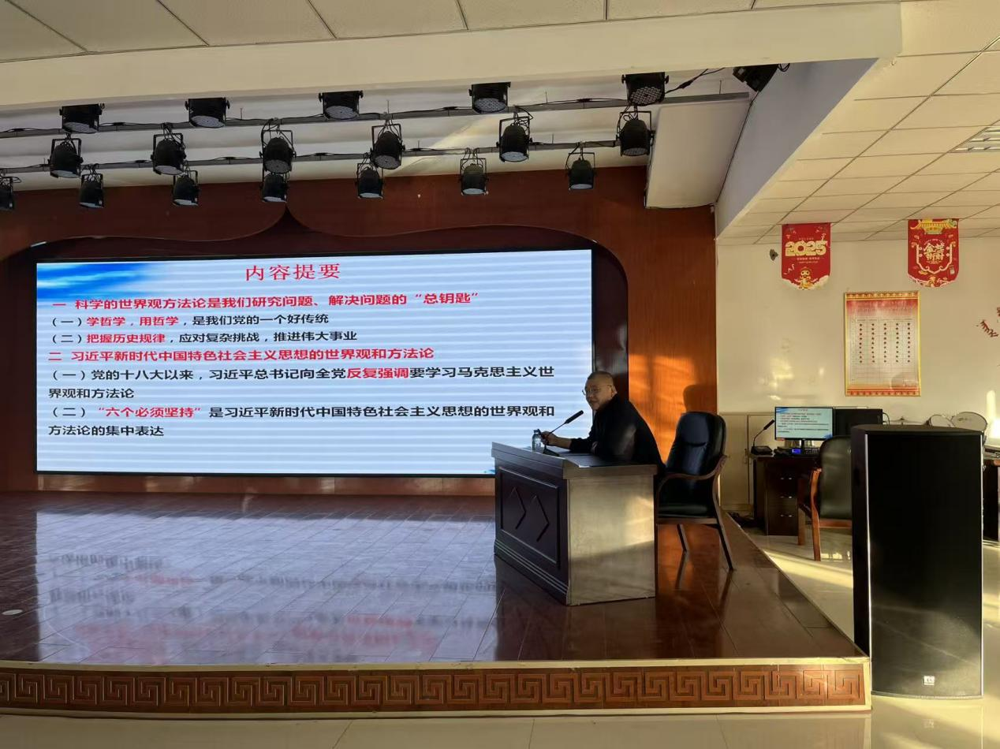 内容提要
一 科学的世界观方法论是我们研究问题、解决问题的“总钥匙”
（一）学哲学，用哲学，是我们党的一个好传统
（二）把握历史规律，应对复杂挑战，推进伟大事业
二 习近平新时代中国特色社会主义思想的世界观和方法论
（一）党的十八大以来，习近平总书记向全党反复强调要学习马克思主义世
界观和方法论
（二）“六个必须坚持”是习近平新时代中国特色社会主义思想的世界观和
方法论的集中表达
2025